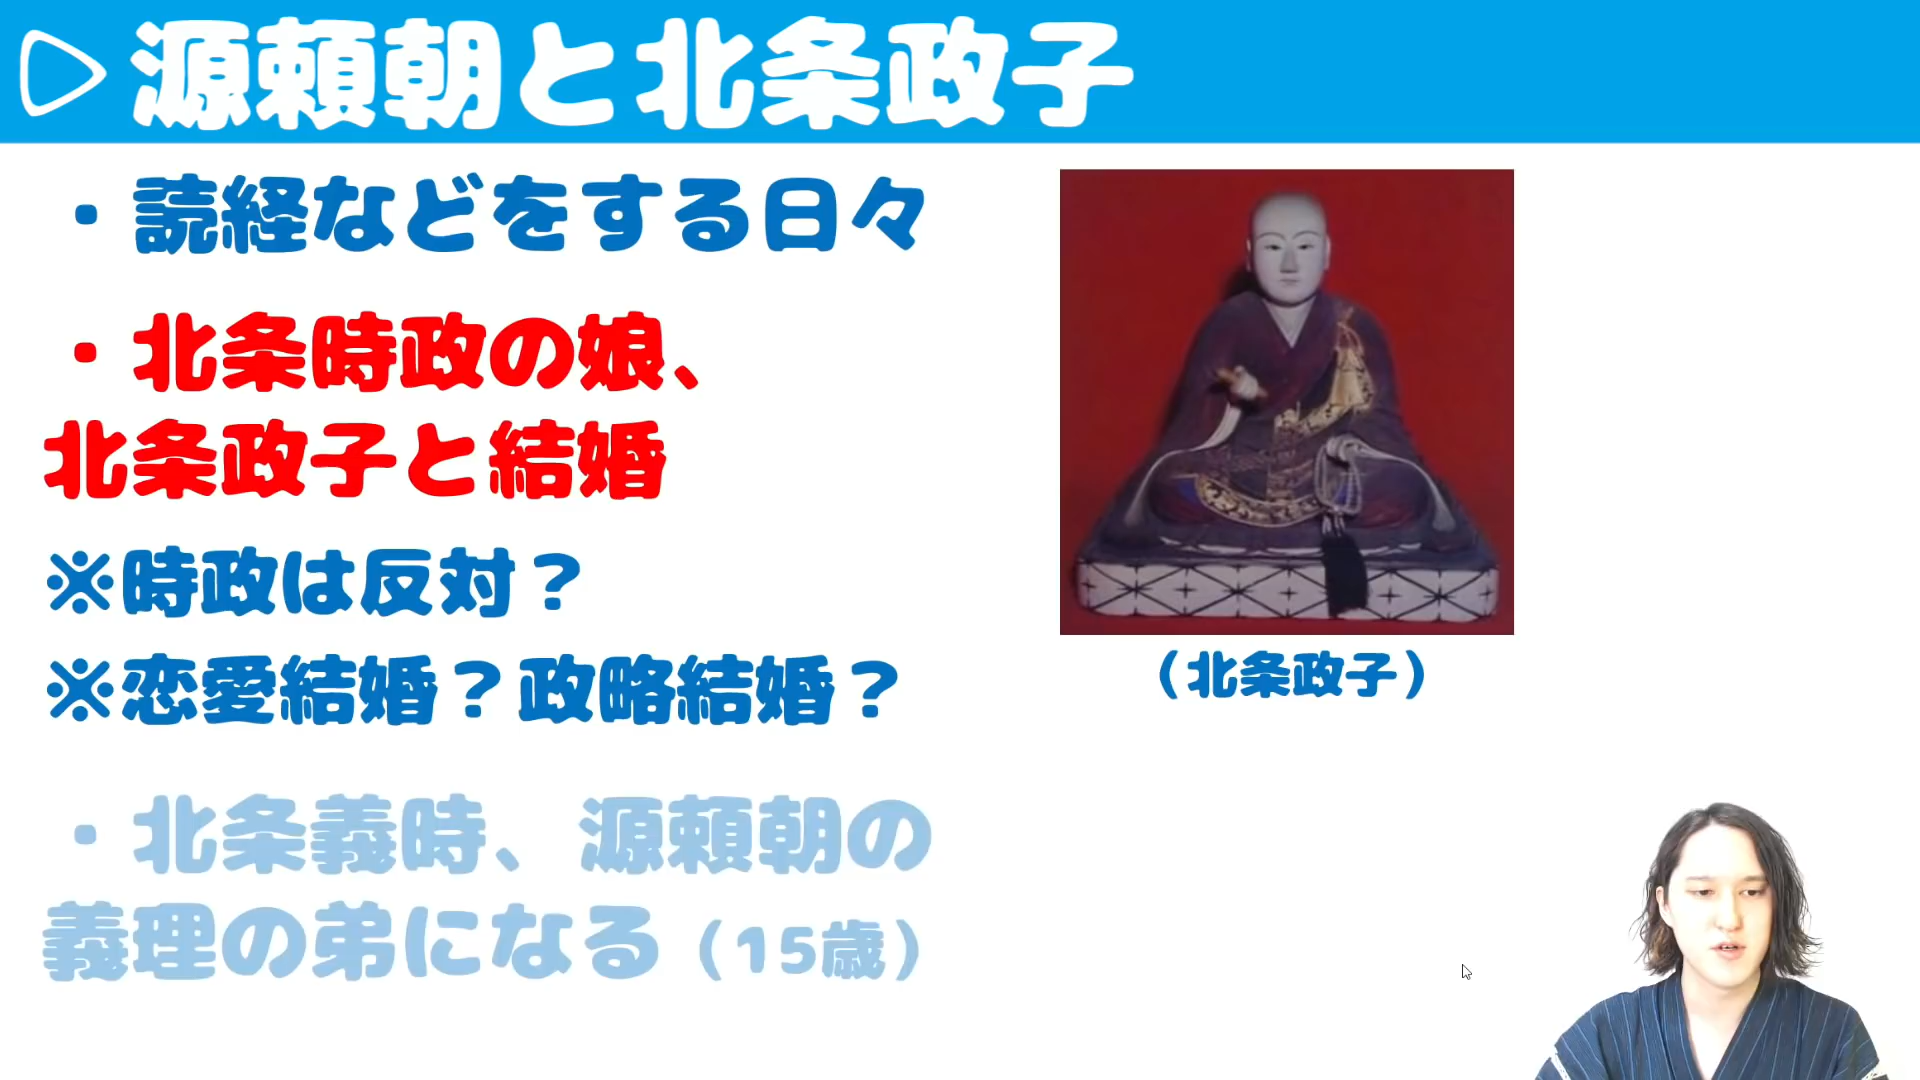 源頼朝と北条政子
・読経などをする日々
・北条時政の娘、
北条政子と結婚
※時政は反対？
※恋愛結婚？政略結婚？
・北条義時、源頼朝の
義理の弟になる（15歳）
（北条政子）